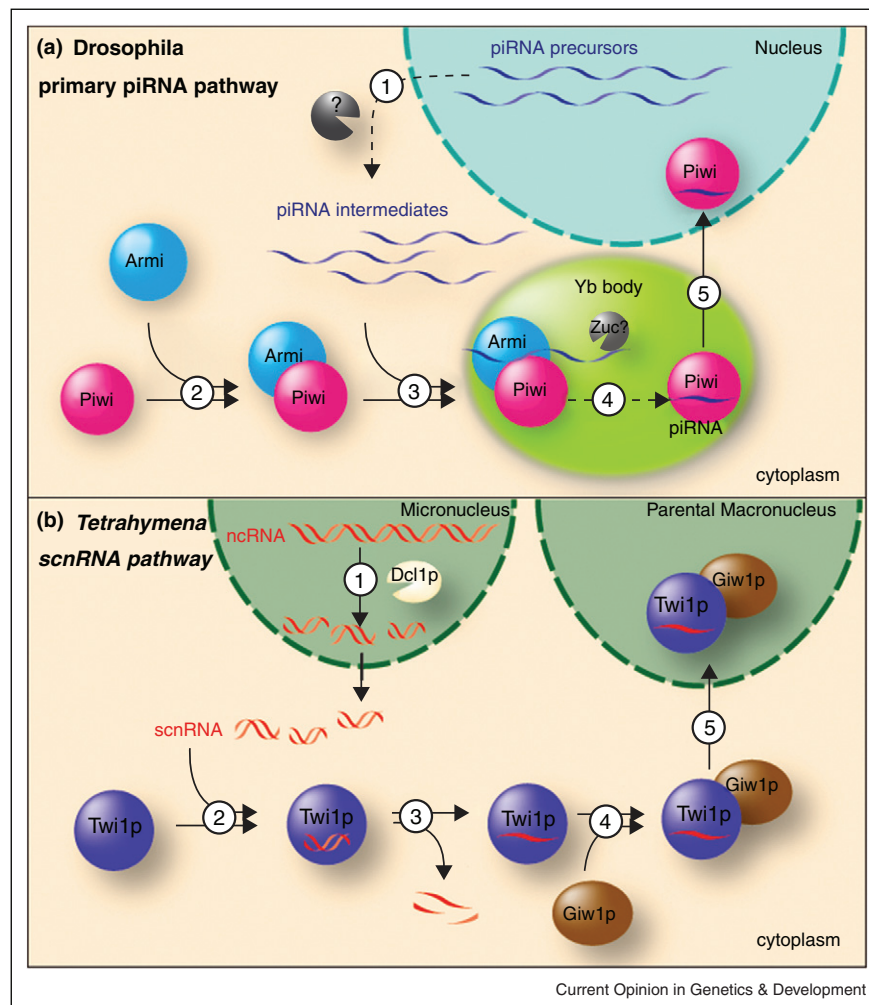 (a) Drosophila
primary piRNA pathway
piRNA precursors
Nucleus
1
?
piRNA intermediates
Piwi
Armi
Yb body
5
Armi
Zuc?
Armi
Piwi
2
Piwi
3
Piwi
4
Piwi
piRNA
cytoplasm
(b) Tetrahymena
scnRNA pathway
Micronucleus
ncRNA
1
Dcl1p
Parental Macronucleus
Giw1p
Twi1p
scnRNA
5
Giw1p
Twi1p
2
Twi1p
3
Twi1p
4
Twi1p
Giw1p
cytoplasm
Current Opinion in Genetics & Development